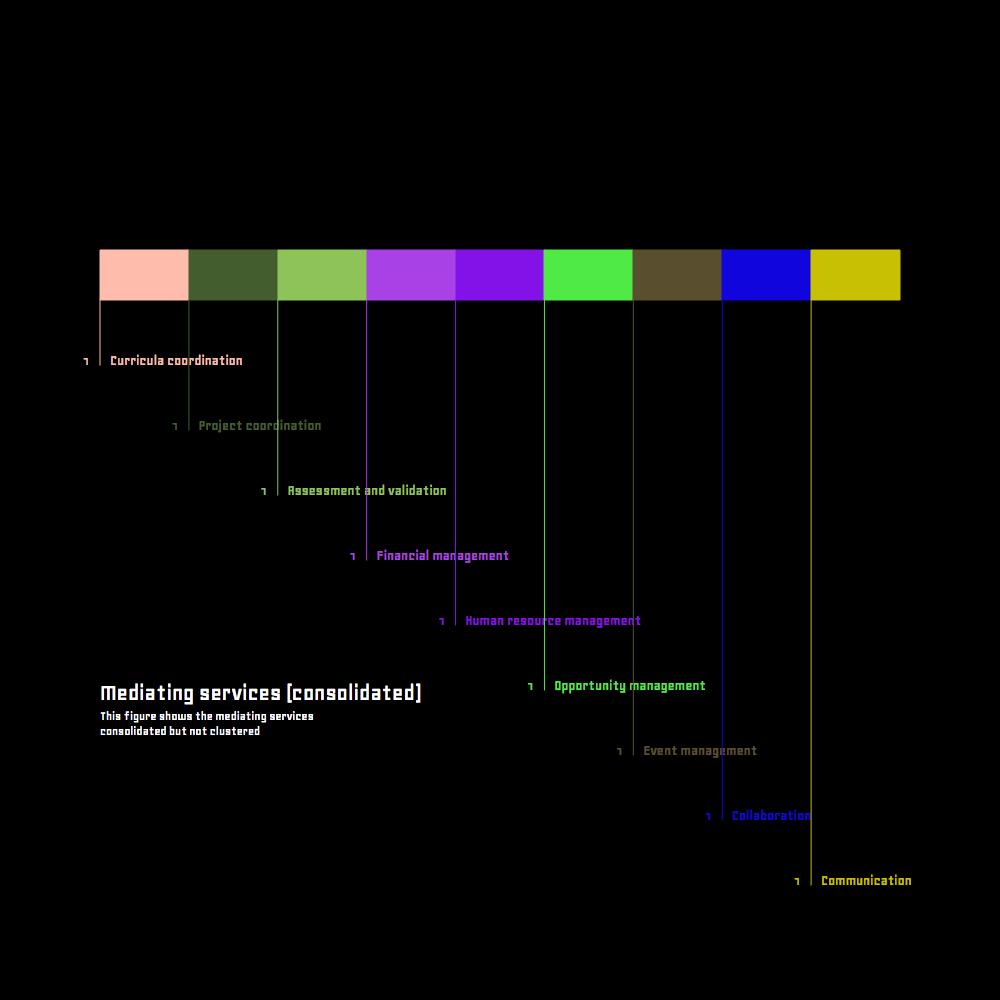 1 Curricula coordination
1 Project coordination
1 Assessment and validation
1 Financial management
1 Human resource management
1 Opportunity management
Mediating services [consolidated]
This figure shows the mediating services
consolidated but not clustered
1 Event management
1 Collaboration
1 Communication